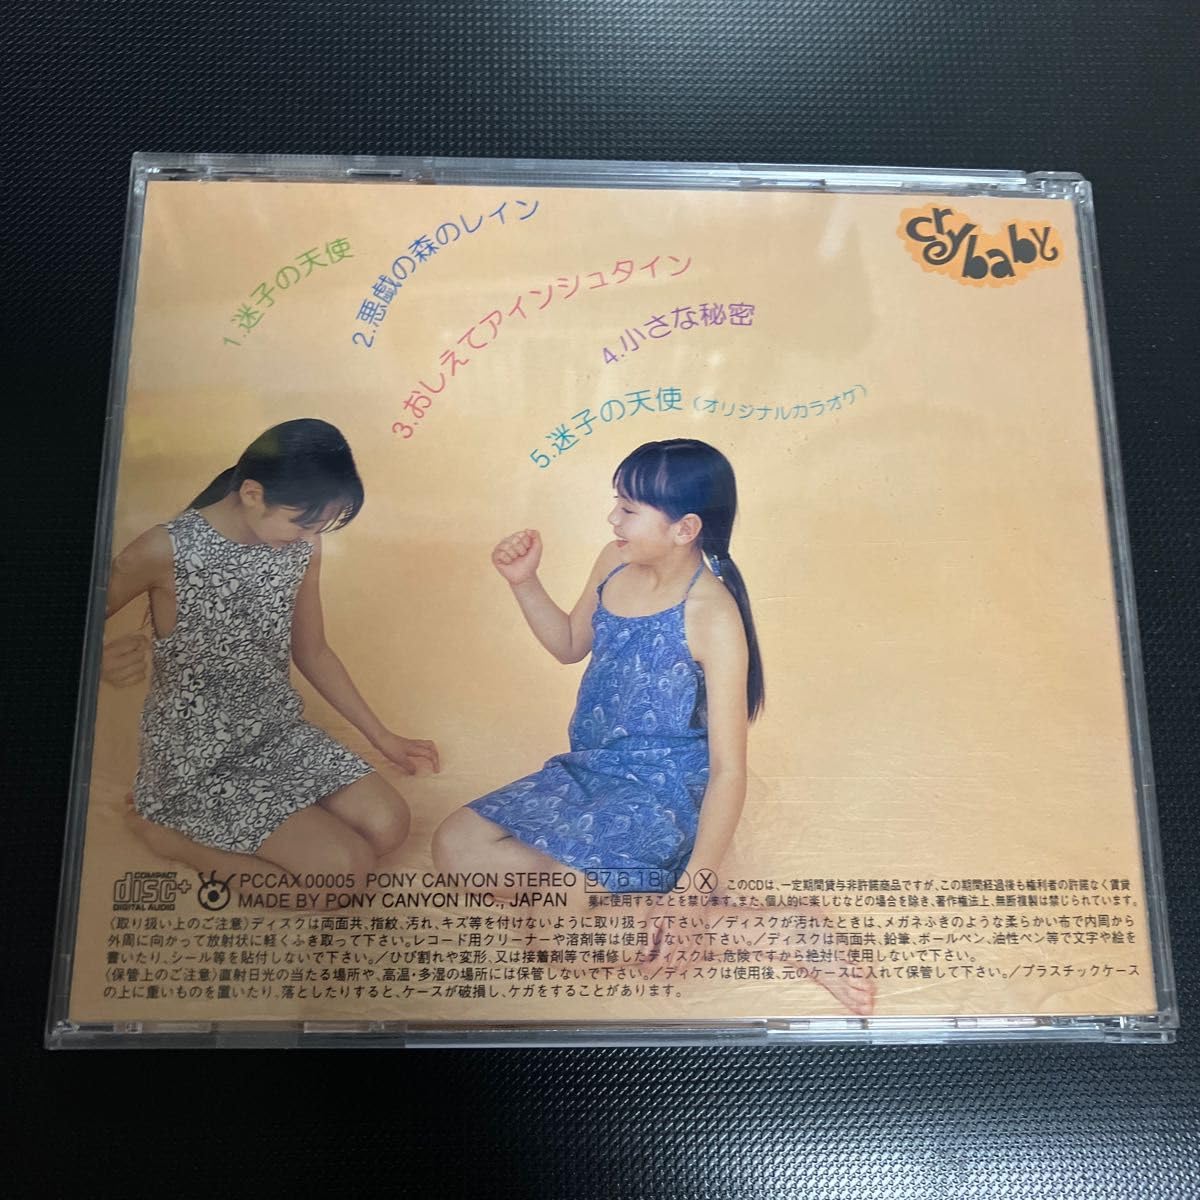 cry baby
1.迷子の天使
2.悪戯の森のレイン
3.おしえてアインシュタイン
4.小さな秘密
5.迷子の天使(オリジナルカラオケ)
COMPACT
disc+
DIGITAL AUDIO
PCCAX 00005 PONY CANYON STEREO 97.6.18 L X
MADE BY PONY CANYON INC., JAPAN
このCDは、一定期間貸与非許諾商品ですが、この期間経過後も権利者の許諾なく賃貸
業に使用することを禁じます。また、個人的に楽しむなどの場合を除き、著作権法上、無断複製は禁じられています。
《取り扱い上のご注意》ディスクは両面共、指紋、汚れ、キズ等を付けないように取り扱って下さい。/ディスクが汚れたときは、メガネふきのような柔らかい布で内周から
外周に向かって放射状に軽くふき取って下さい。レコード用クリーナーや溶剤等は使用しないで下さい。/ディスクは両面共、鉛筆、ボールペン、油性ペン等で文字や絵を
書いたり、シール等を貼付しないで下さい。/ひび割れや変形、又は接着剤等で補修したディスクは、危険ですから絶対に使用しないで下さい。
《保管上のご注意》直射日光の当たる場所や、高温・多湿の場所には保管しないで下さい。/ディスクは使用後、元のケースに入れて保管して下さい。/プラスチックケース
の上に重いものを置いたり、落としたりすると、ケースが破損し、ケガをすることがあります。